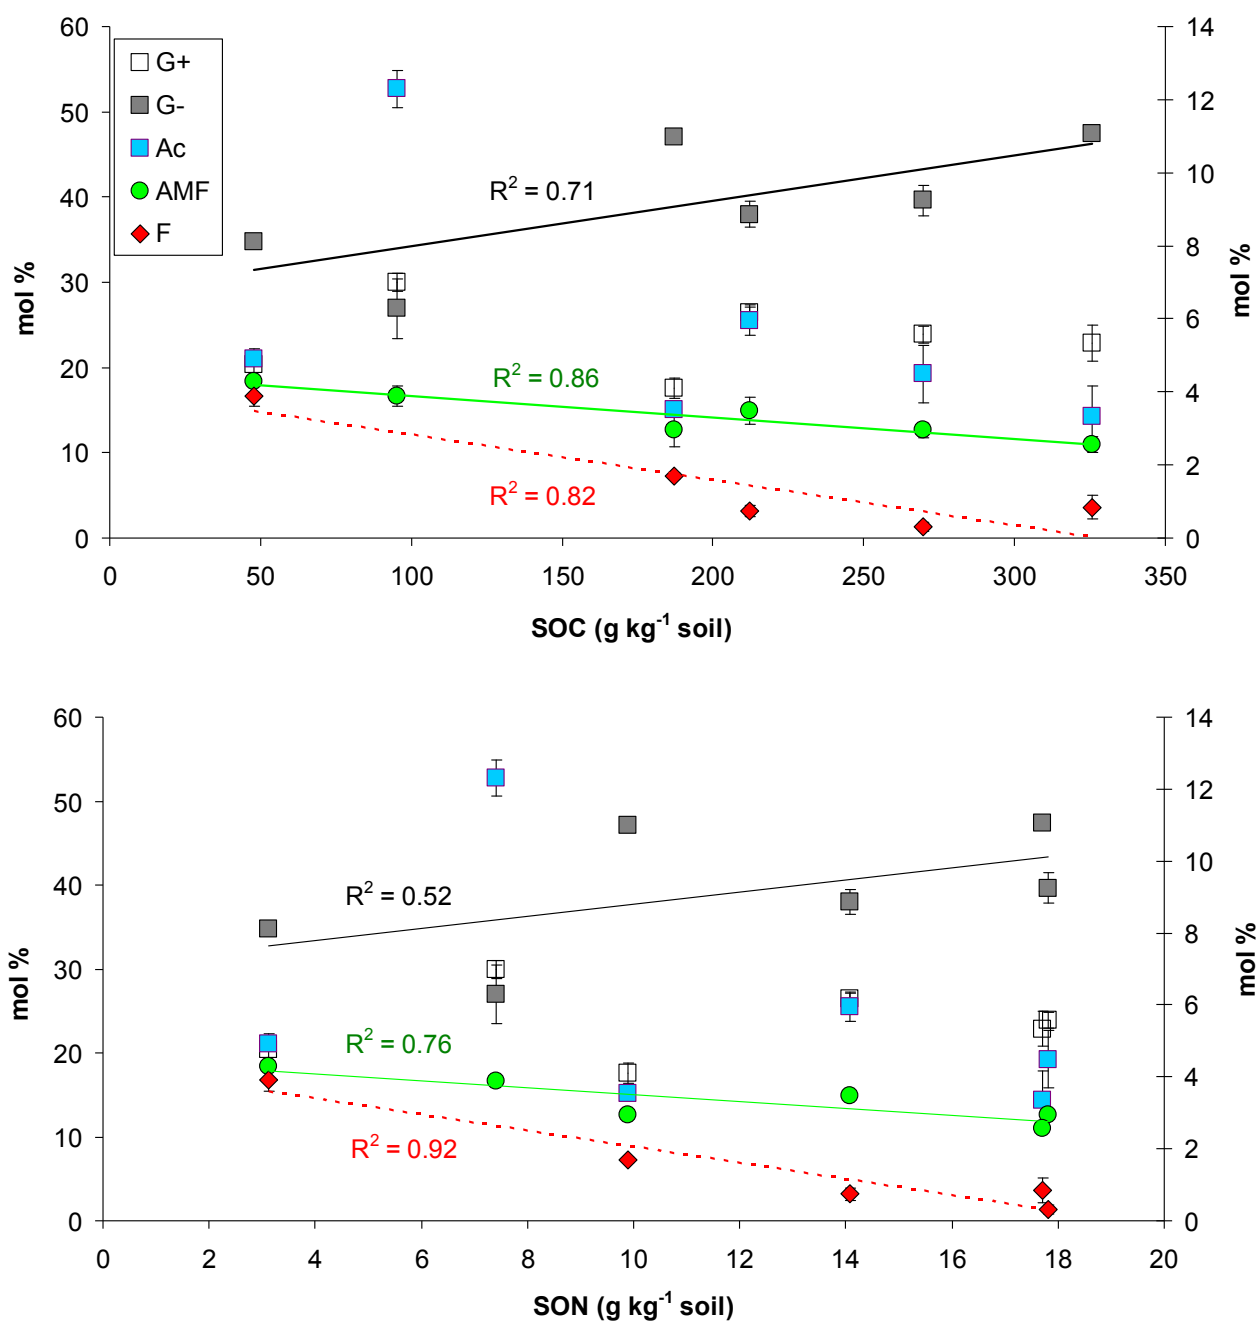 60
50
40
30
20
10
0
mol %
G+
G-
Ac
AMF
F
R² = 0.71
R² = 0.86
R² = 0.82
14
12
10
8
6
4
2
0
mol %
0 50 100 150 200 250 300 350
SOC (g kg⁻¹ soil)
60
50
40
30
20
10
0
mol %
R² = 0.52
R² = 0.76
R² = 0.92
14
12
10
8
6
4
2
0
mol %
0 2 4 6 8 10 12 14 16 18 20
SON (g kg⁻¹ soil)